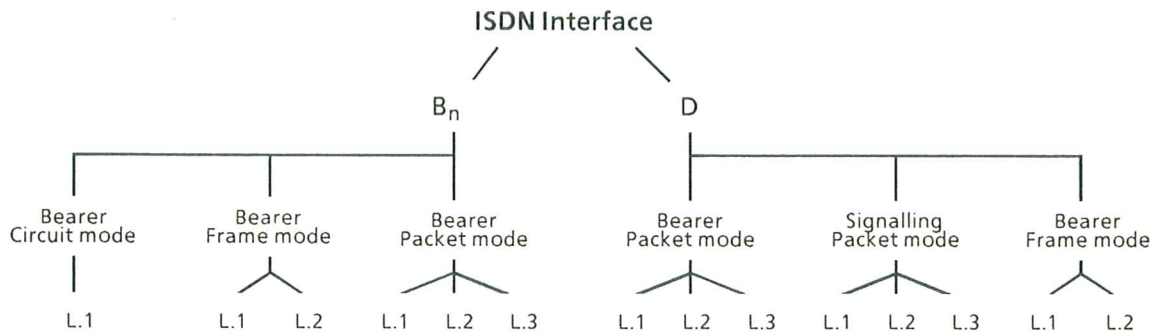 ISDN Interface
Bn D
Bearer Circuit mode
Bearer Frame mode
Bearer Packet mode
Bearer Packet mode
Signalling Packet mode
Bearer Frame mode
L.1 L.1 L.2 L.1 L.2 L.3 L.1 L.2 L.3 L.1 L.2 L.3 L.1 L.2